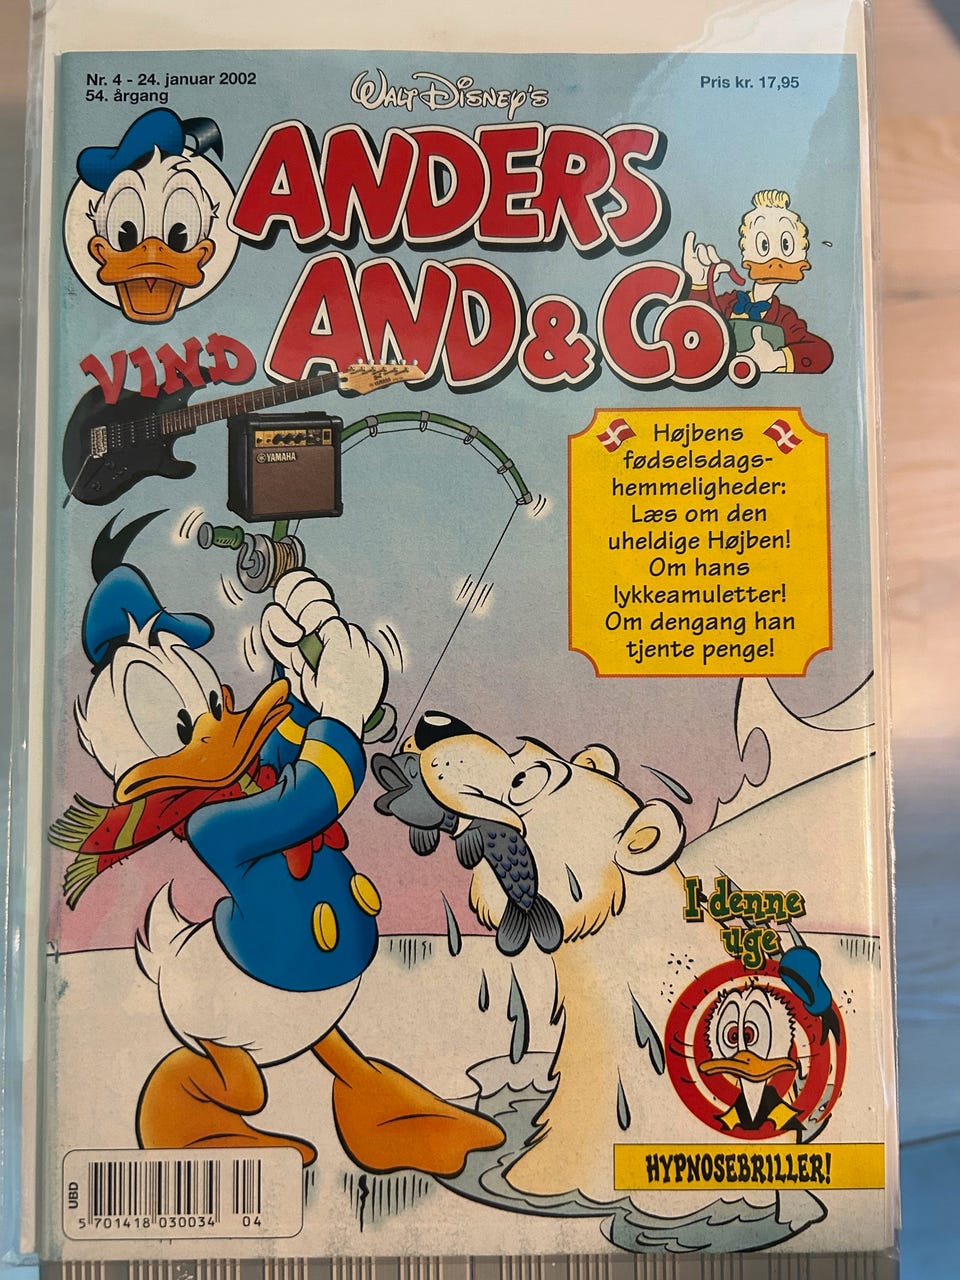 Nr. 4 - 24. januar 2002
54. årgang
WALT DISNEY'S
Pris kr. 17,95
ANDERS
AND & Co.
VIND
YAMAHA
YAMAHA
Højbens
fødselsdags-
hemmeligheder:
Læs om den
uheldige Højben!
Om hans
lykkeamuletter!
Om dengang han
tjente penge!
I denne
uge
HYPNOSEBRILLER!
UBD
5 701418 030034 04